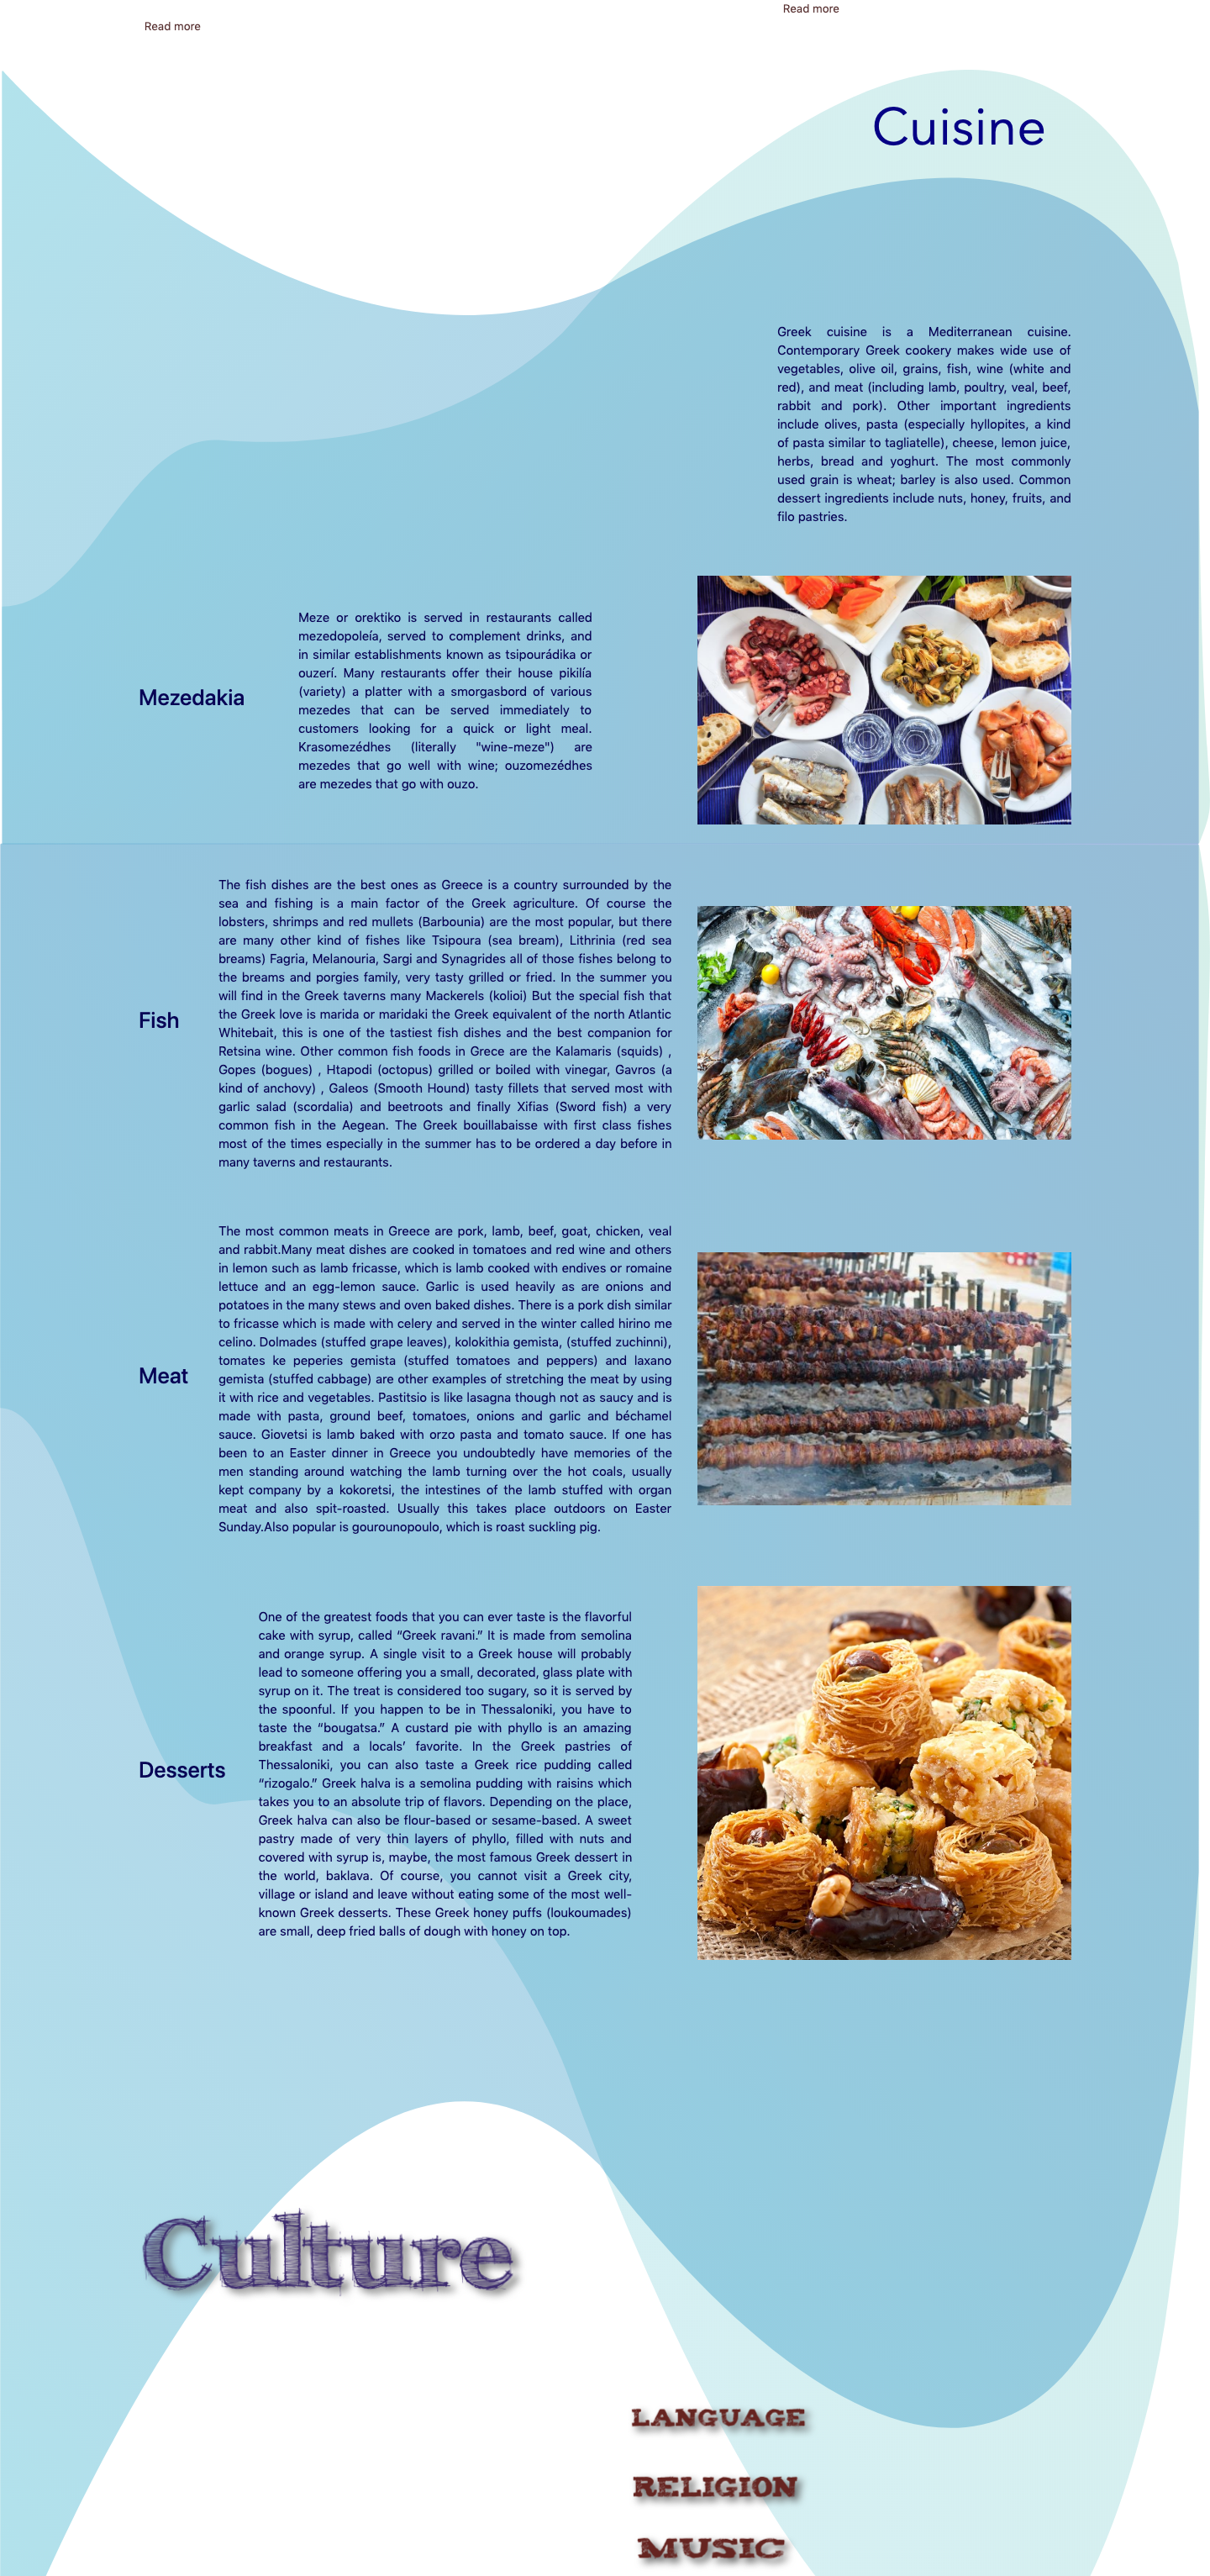 Read more
Read more
Cuisine
Greek cuisine is a Mediterranean cuisine.
Contemporary Greek cookery makes wide use of
vegetables, olive oil, grains, fish, wine (white and
red), and meat (including lamb, poultry, veal, beef,
rabbit and pork). Other important ingredients
include olives, pasta (especially hyllopites, a kind
of pasta similar to tagliatelle), cheese, lemon juice,
herbs, bread and yoghurt. The most commonly
used grain is wheat; barley is also used. Common
dessert ingredients include nuts, honey, fruits, and
filo pastries.
Mezedakia
Meze or orektiko is served in restaurants called
mezedopoleía, served to complement drinks, and
in similar establishments known as tsipourádika or
ouzerí. Many restaurants offer their house pikilía
(variety) a platter with a smorgasbord of various
mezedes that can be served immediately to
customers looking for a quick or light meal.
Krasomezédhes (literally "wine-meze") are
mezedes that go well with wine; ouzomezédhes
are mezedes that go with ouzo.
Fish
The fish dishes are the best ones as Greece is a country surrounded by the
sea and fishing is a main factor of the Greek agriculture. Of course the
lobsters, shrimps and red mullets (Barbounia) are the most popular, but there
are many other kind of fishes like Tsipoura (sea bream), Lithrinia (red sea
breams) Fagria, Melanouria, Sargi and Synagrides all of those fishes belong to
the breams and porgies family, very tasty grilled or fried. In the summer you
will find in the Greek taverns many Mackerels (kolioi) But the special fish that
the Greek love is marida or maridaki the Greek equivalent of the north Atlantic
Whitebait, this is one of the tastiest fish dishes and the best companion for
Retsina wine. Other common fish foods in Grece are the Kalamaris (squids) ,
Gopes (bogues) , Htapodi (octopus) grilled or boiled with vinegar, Gavros (a
kind of anchovy) , Galeos (Smooth Hound) tasty fillets that served most with
garlic salad (scordalia) and beetroots and finally Xifias (Sword fish) a very
common fish in the Aegean. The Greek bouillabaisse with first class fishes
most of the times especially in the summer has to be ordered a day before in
many taverns and restaurants.
Meat
The most common meats in Greece are pork, lamb, beef, goat, chicken, veal
and rabbit.Many meat dishes are cooked in tomatoes and red wine and others
in lemon such as lamb fricasse, which is lamb cooked with endives or romaine
lettuce and an egg-lemon sauce. Garlic is used heavily as are onions and
potatoes in the many stews and oven baked dishes. There is a pork dish similar
to fricasse which is made with celery and served in the winter called hirino me
celino. Dolmades (stuffed grape leaves), kolokithia gemista, (stuffed zuchinni),
tomates ke peperies gemista (stuffed tomatoes and peppers) and laxano
gemista (stuffed cabbage) are other examples of stretching the meat by using
it with rice and vegetables. Pastitsio is like lasagna though not as saucy and is
made with pasta, ground beef, tomatoes, onions and garlic and béchamel
sauce. Giovetsi is lamb baked with orzo pasta and tomato sauce. If one has
been to an Easter dinner in Greece you undoubtedly have memories of the
men standing around watching the lamb turning over the hot coals, usually
kept company by a kokoretsi, the intestines of the lamb stuffed with organ
meat and also spit-roasted. Usually this takes place outdoors on Easter
Sunday.Also popular is gourounopoulo, which is roast suckling pig.
Desserts
One of the greatest foods that you can ever taste is the flavorful
cake with syrup, called “Greek ravani.” It is made from semolina
and orange syrup. A single visit to a Greek house will probably
lead to someone offering you a small, decorated, glass plate with
syrup on it. The treat is considered too sugary, so it is served by
the spoonful. If you happen to be in Thessaloniki, you have to
taste the “bougatsa.” A custard pie with phyllo is an amazing
breakfast and a locals’ favorite. In the Greek pastries of
Thessaloniki, you can also taste a Greek rice pudding called
“rizogalo.” Greek halva is a semolina pudding with raisins which
takes you to an absolute trip of flavors. Depending on the place,
Greek halva can also be flour-based or sesame-based. A sweet
pastry made of very thin layers of phyllo, filled with nuts and
covered with syrup is, maybe, the most famous Greek dessert in
the world, baklava. Of course, you cannot visit a Greek city,
village or island and leave without eating some of the most well-
known Greek desserts. These Greek honey puffs (loukoumades)
are small, deep fried balls of dough with honey on top.
Culture
LANGUAGE
RELIGION
MUSIC